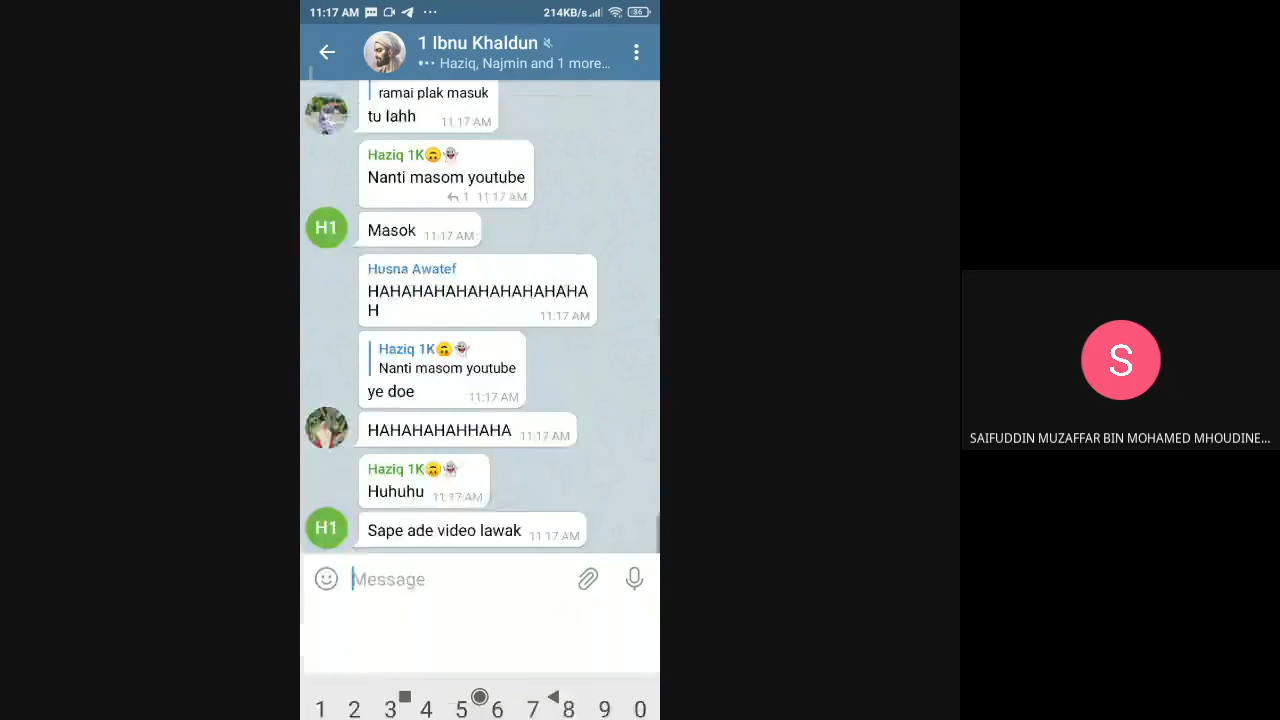 11:17 AM ... 214KB/s 36
1 Ibnu Khaldun
Haziq, Najmin and 1 more...
ramai plak masuk
tu lahh 11:17 AM
Haziq 1K🙃👻
Nanti masom youtube
1 11:17 AM
H1
Masok 11:17 AM
Husna Awatef
HAHAHAHAHAHAHAHAHAHA
H 11:17 AM
Haziq 1K🙃👻
Nanti masom youtube
ye doe 11:17 AM
HAHAHAHAHHAHA 11:17 AM
Haziq 1K🙃👻
Huhuhu 11:17 AM
H1
Sape ade video lawak 11:17 AM
Message
1 2 3 4 5 6 7 8 9 0
S
SAIFUDDIN MUZAFFAR BIN MOHAMED MHOUDINE...